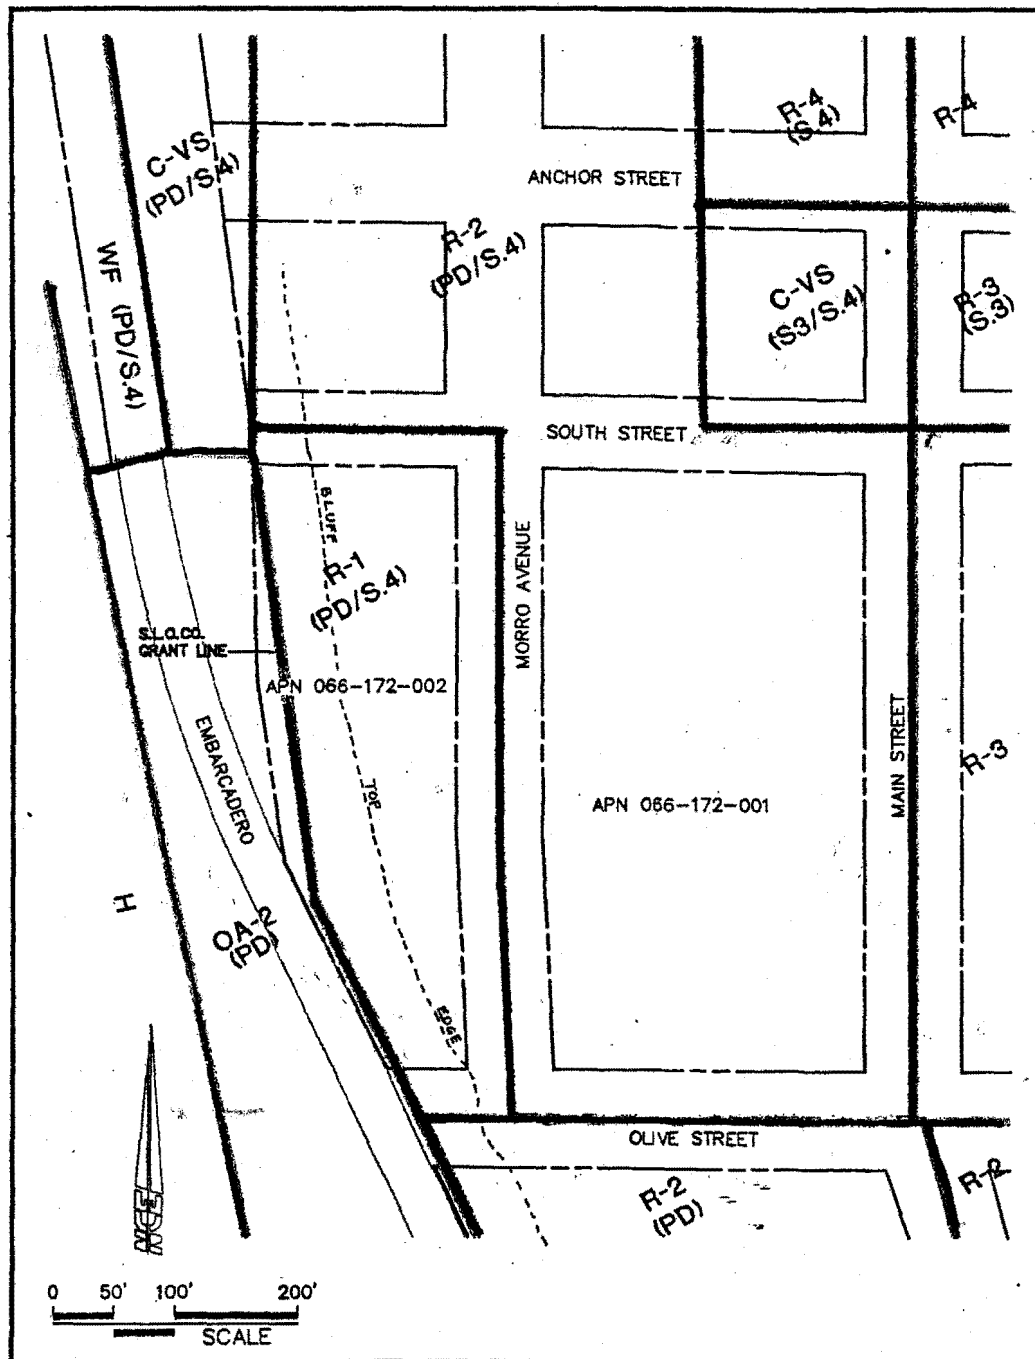 R-4
(S.4)
R-4
C-VS
(PD/S.4)
ANCHOR STREET
R-2
(PD/S.4)
WF (PD/S.4)
C-VS
(S3/S.4)
R-3
(S.3)
SOUTH STREET
BLUFF
R-1
(PD/S.4)
MORRO AVENUE
S.L.O.CO.
GRANT LINE
APN 066-172-002
EMBARCADERO
TOP
MAIN STREET
R-3
APN 066-172-001
H
OA-2
(PD)
EDGE
OLIVE STREET
R-2
(PD)
R-2
NCE
0 50' 100' 200'
SCALE